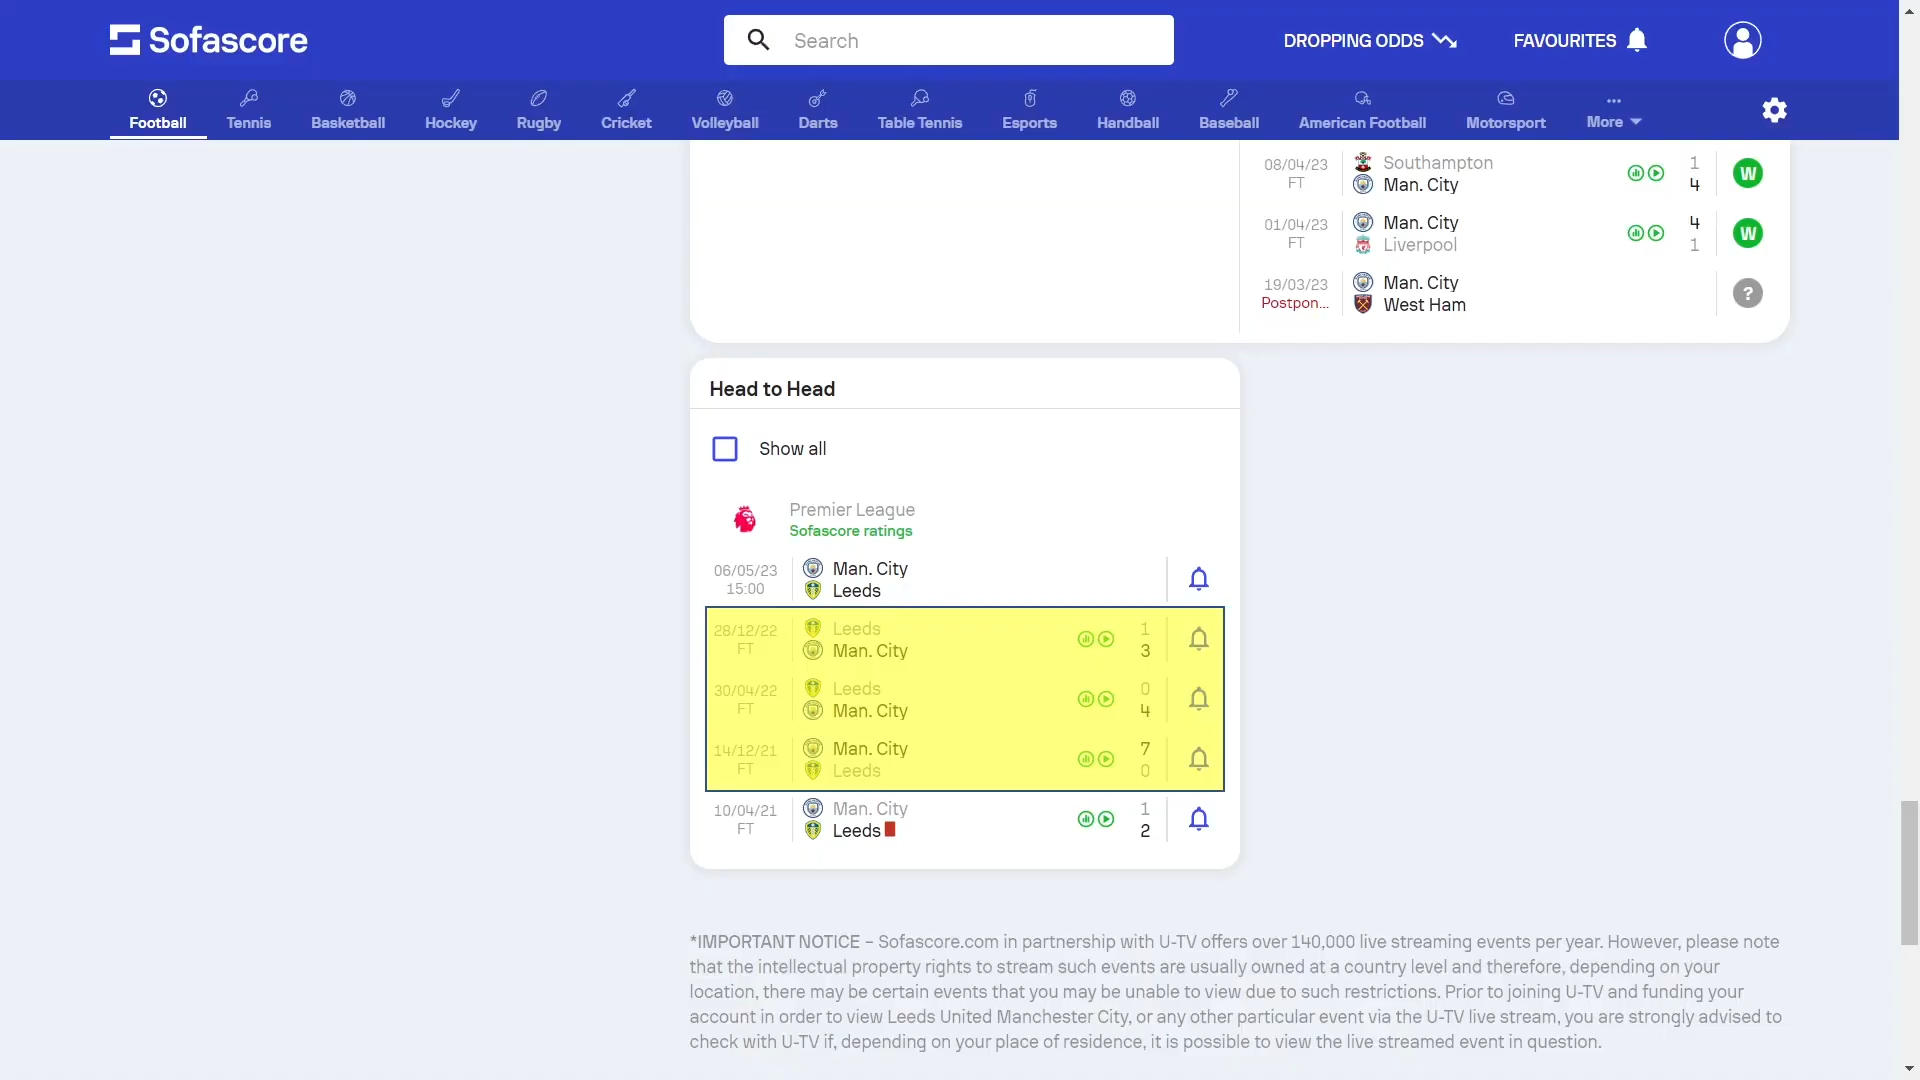 Sofascore
Search
DROPPING ODDS
FAVOURITES
Football
Tennis
Basketball
Hockey
Rugby
Cricket
Volleyball
Darts
Table Tennis
Esports
Handball
Baseball
American Football
Motorsport
More
08/04/23
FT
Southampton
Man. City
1
4
W
01/04/23
FT
Man. City
Liverpool
4
1
W
19/03/23
Postpon...
Man. City
West Ham
?
Head to Head
Show all
Premier League
Sofascore ratings
06/05/23
15:00
Man. City
Leeds
28/12/22
FT
Leeds
Man. City
1
3
30/04/22
FT
Leeds
Man. City
0
4
14/12/21
FT
Man. City
Leeds
7
0
10/04/21
FT
Man. City
Leeds
1
2
*IMPORTANT NOTICE – Sofascore.com in partnership with U-TV offers over 140,000 live streaming events per year. However, please note
that the intellectual property rights to stream such events are usually owned at a country level and therefore, depending on your
location, there may be certain events that you may be unable to view due to such restrictions. Prior to joining U-TV and funding your
account in order to view Leeds United Manchester City, or any other particular event via the U-TV live stream, you are strongly advised to
check with U-TV if, depending on your place of residence, it is possible to view the live streamed event in question.